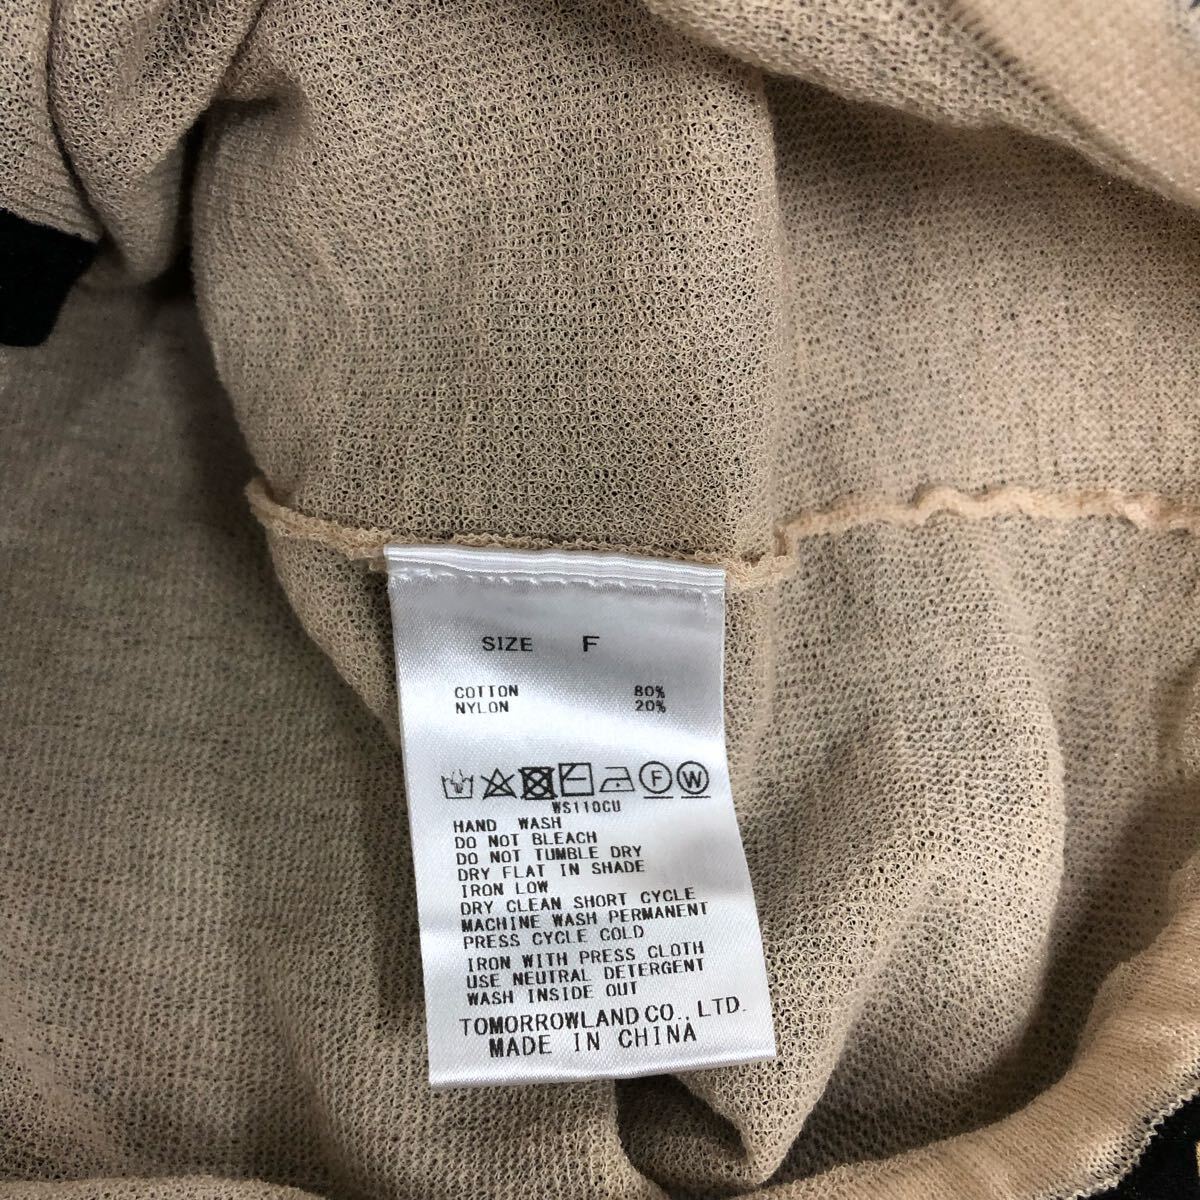 SIZE F
COTTON 80%
NYLON 20%
F W
WS110CU
HAND WASH
DO NOT BLEACH
DO NOT TUMBLE DRY
DRY FLAT IN SHADE
IRON LOW
DRY CLEAN SHORT CYCLE
MACHINE WASH PERMANENT
PRESS CYCLE COLD
IRON WITH PRESS CLOTH
USE NEUTRAL DETERGENT
WASH INSIDE OUT
TOMORROWLAND CO., LTD.
MADE IN CHINA